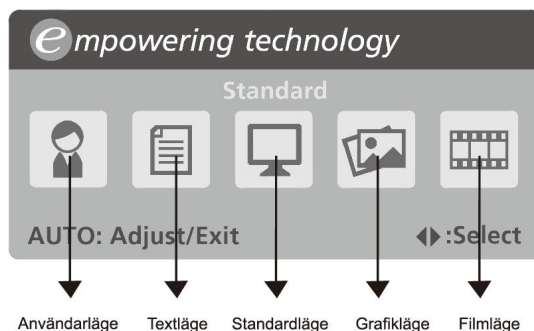 empowering technology
Standard
AUTO: Adjust/Exit :Select
Användarläge Textläge Standardläge Grafikläge Filmläge